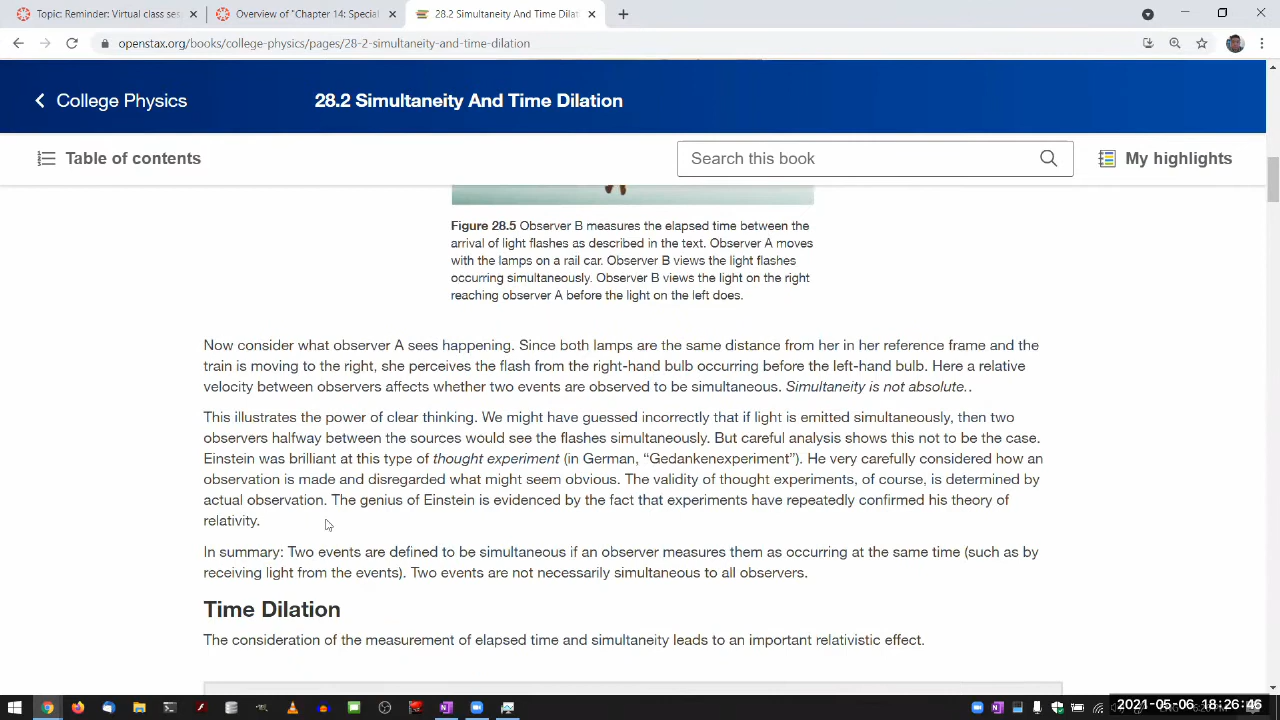 Topic: Reminder: Virtual class ses
Overview of "Chapter 14: Special
28.2 Simultaneity And Time Dilat
openstax.org/books/college-physics/pages/28-2-simultaneity-and-time-dilation
College Physics
28.2 Simultaneity And Time Dilation
Table of contents
Search this book
My highlights
Figure 28.5 Observer B measures the elapsed time between the
arrival of light flashes as described in the text. Observer A moves
with the lamps on a rail car. Observer B views the light flashes
occurring simultaneously. Observer B views the light on the right
reaching observer A before the light on the left does.
Now consider what observer A sees happening. Since both lamps are the same distance from her in her reference frame and the
train is moving to the right, she perceives the flash from the right-hand bulb occurring before the left-hand bulb. Here a relative
velocity between observers affects whether two events are observed to be simultaneous. Simultaneity is not absolute..
This illustrates the power of clear thinking. We might have guessed incorrectly that if light is emitted simultaneously, then two
observers halfway between the sources would see the flashes simultaneously. But careful analysis shows this not to be the case.
Einstein was brilliant at this type of thought experiment (in German, “Gedankenexperiment”). He very carefully considered how an
observation is made and disregarded what might seem obvious. The validity of thought experiments, of course, is determined by
actual observation. The genius of Einstein is evidenced by the fact that experiments have repeatedly confirmed his theory of
relativity.
In summary: Two events are defined to be simultaneous if an observer measures them as occurring at the same time (such as by
receiving light from the events). Two events are not necessarily simultaneous to all observers.
Time Dilation
The consideration of the measurement of elapsed time and simultaneity leads to an important relativistic effect.
2021-05-06 18:26:46